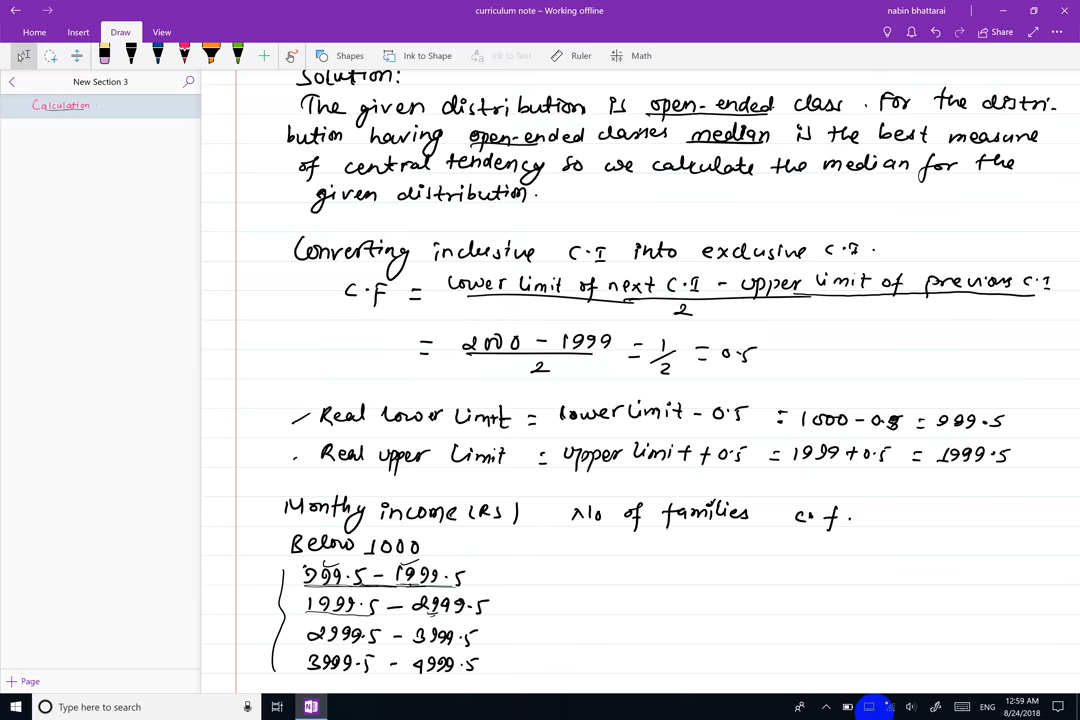 curriculum note – Working offline
nabin bhattarai
Home
Insert
Draw
View
Share
Shapes
Ink to Shape
Ink to Text
Ruler
Math
New Section 3
Calculation
Solution:
The given distribution is open-ended class. For the distri-
bution having open-ended classes median is the best measure
of central tendency so we calculate the median for the
given distribution.
Converting inclusive C.I into exclusive C.I.
C.F = lower limit of next C.I - upper limit of previous C.I
2
= 2000 - 1999 = 1/2 = 0.5
2
Real lower limit = lower limit - 0.5 = 1000 - 0.5 = 999.5
Real upper limit = upper limit + 0.5 = 1999 + 0.5 = 1999.5
Monthy income (Rs) No of families c.f.
Below 1000
999.5 - 1999.5
1999.5 - 2999.5
2999.5 - 3999.5
3999.5 - 4999.5
+ Page
Type here to search
12:59 AM
8/24/2018